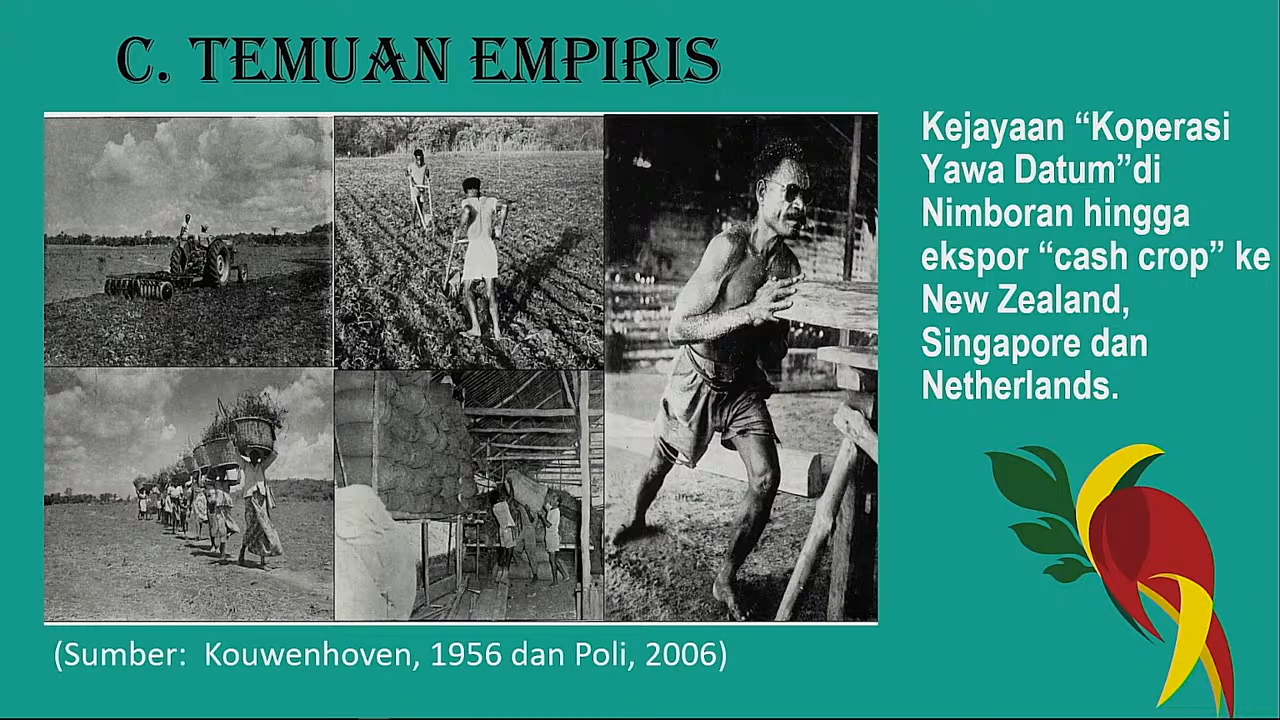 C. TEMUAN EMPIRIS
Kejayaan “Koperasi
Yawa Datum”di
Nimboran hingga
ekspor “cash crop” ke
New Zealand,
Singapore dan
Netherlands.
(Sumber:  Kouwenhoven, 1956 dan Poli, 2006)